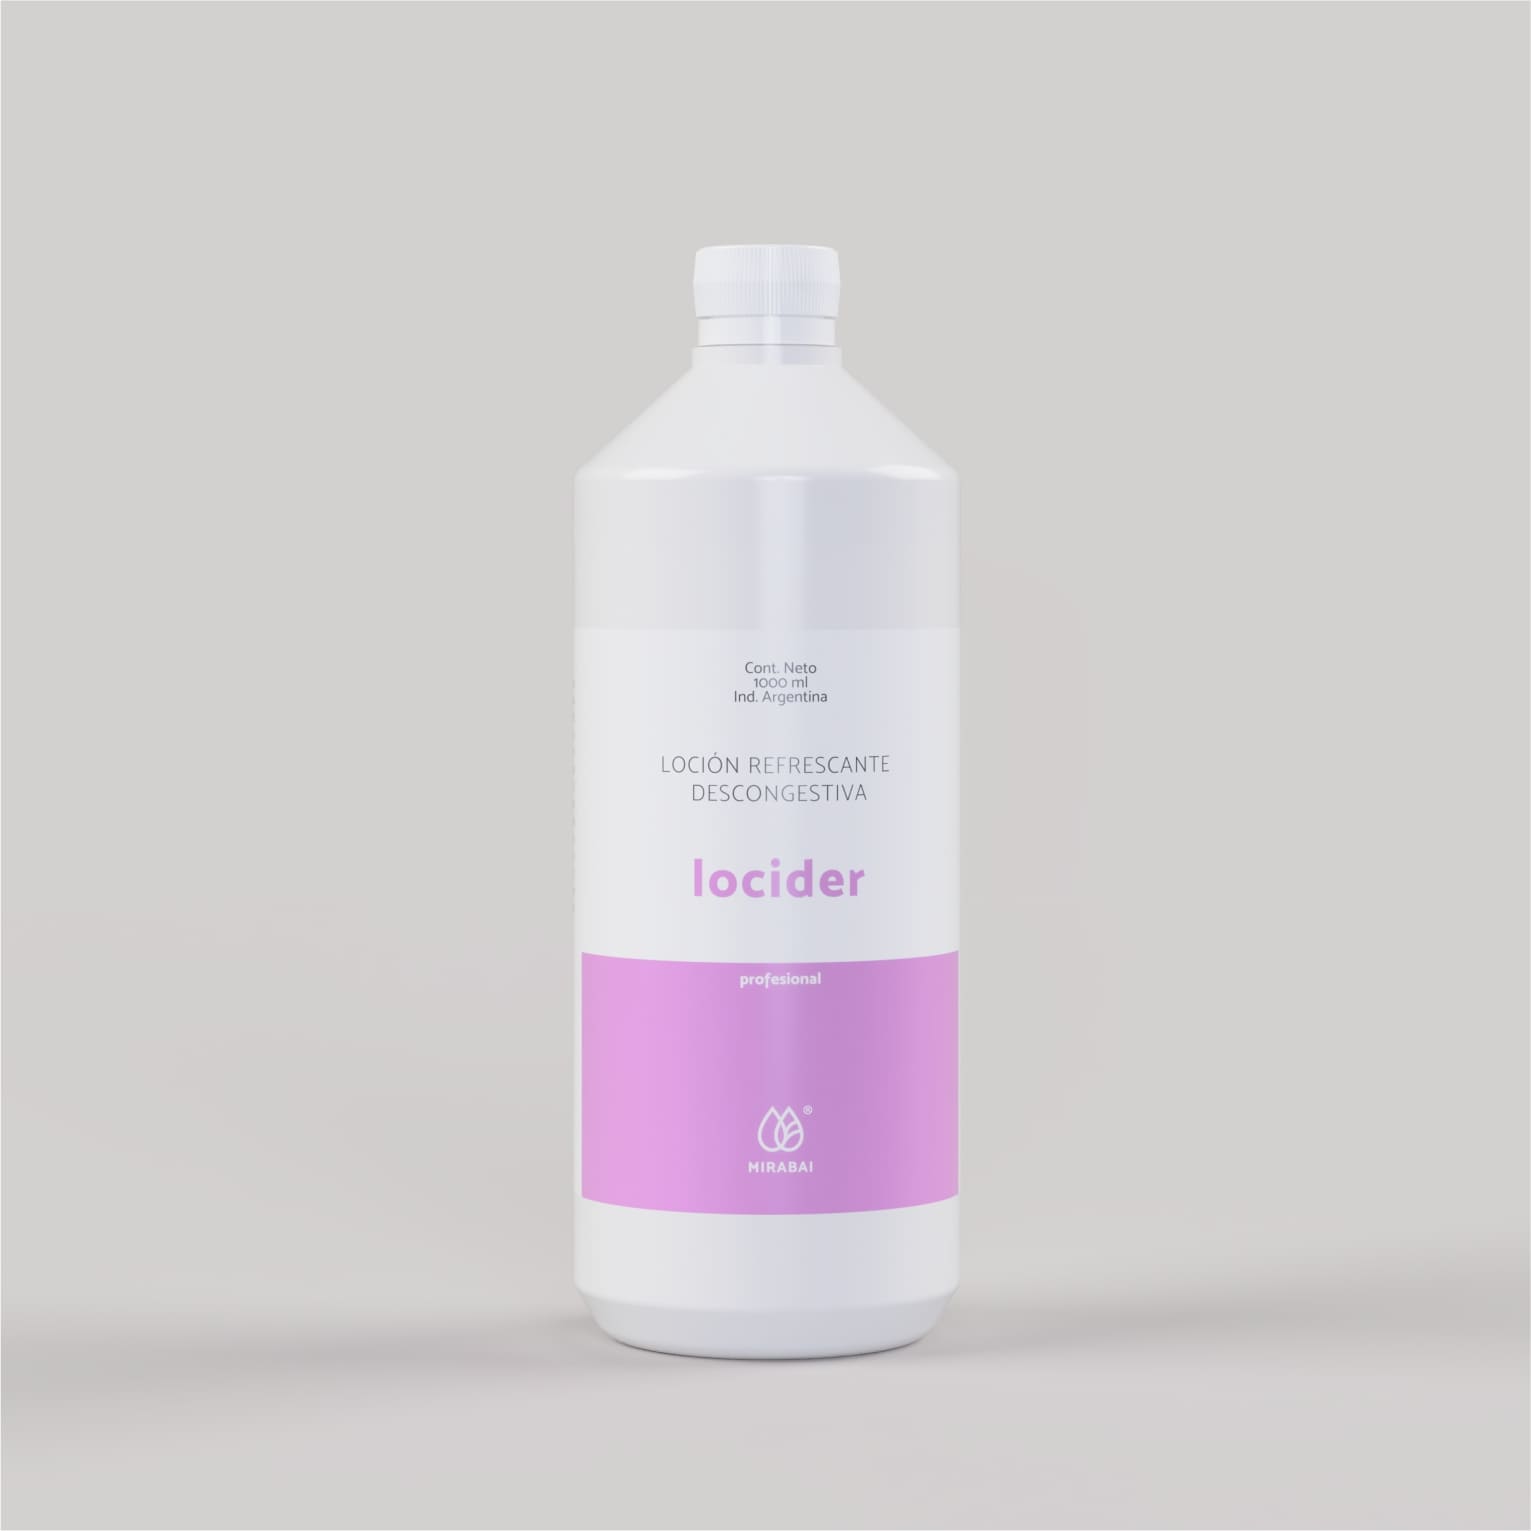 Cont. Neto
1000 ml
Ind. Argentina
LOCIÓN REFRESCANTE
DESCONGESTIVA
locider
profesional
®
MIRABAI